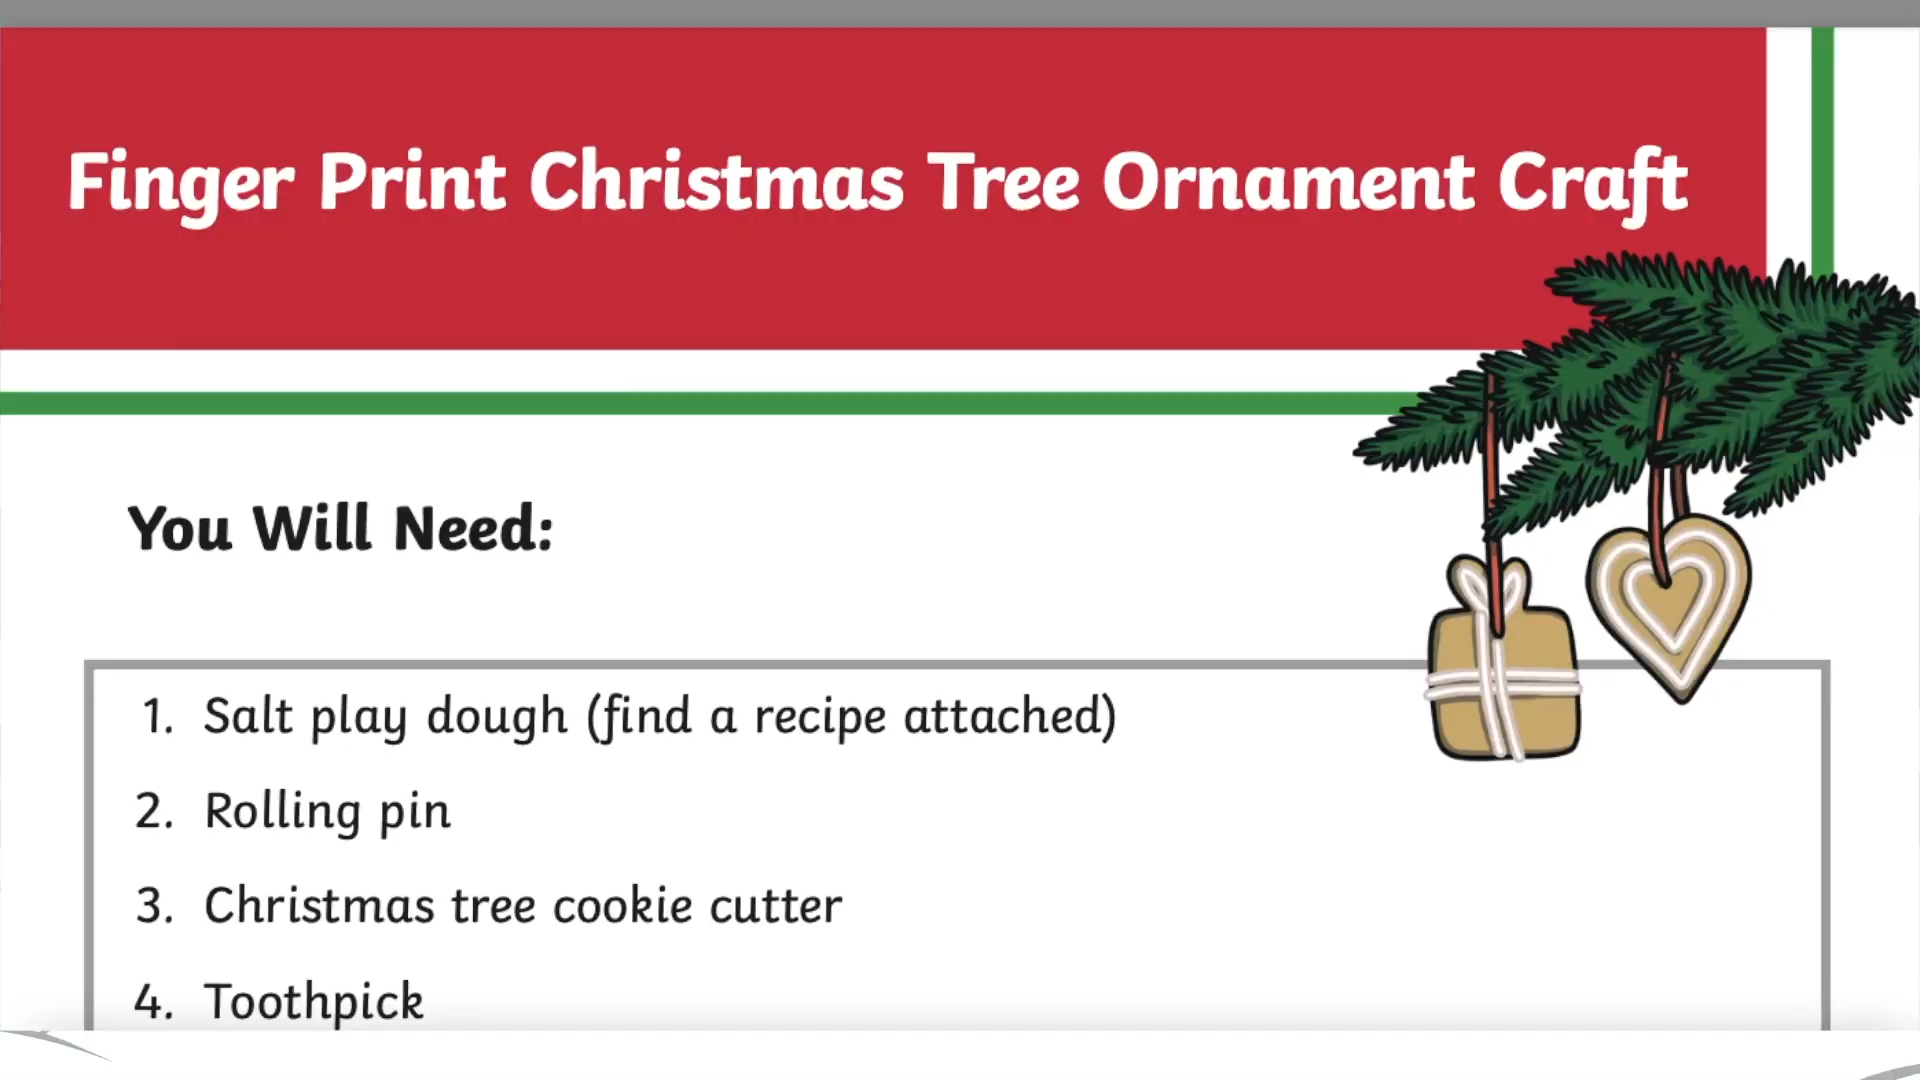 Finger Print Christmas Tree Ornament Craft
You Will Need:
1. Salt play dough (find a recipe attached)
2. Rolling pin
3. Christmas tree cookie cutter
4. Toothpick